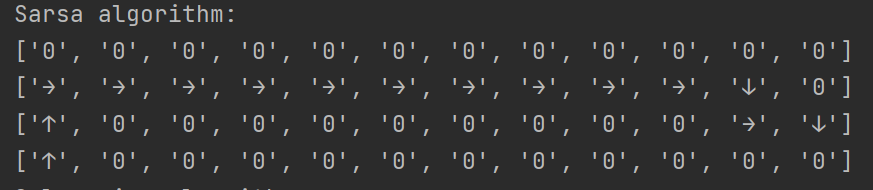 Sarsa algorithm:
['0', '0', '0', '0', '0', '0', '0', '0', '0', '0', '0', '0']
['→', '→', '→', '→', '→', '→', '→', '→', '→', '→', '↓', '0']
['↑', '0', '0', '0', '0', '0', '0', '0', '0', '0', '→', '↓']
['↑', '0', '0', '0', '0', '0', '0', '0', '0', '0', '0', '0']